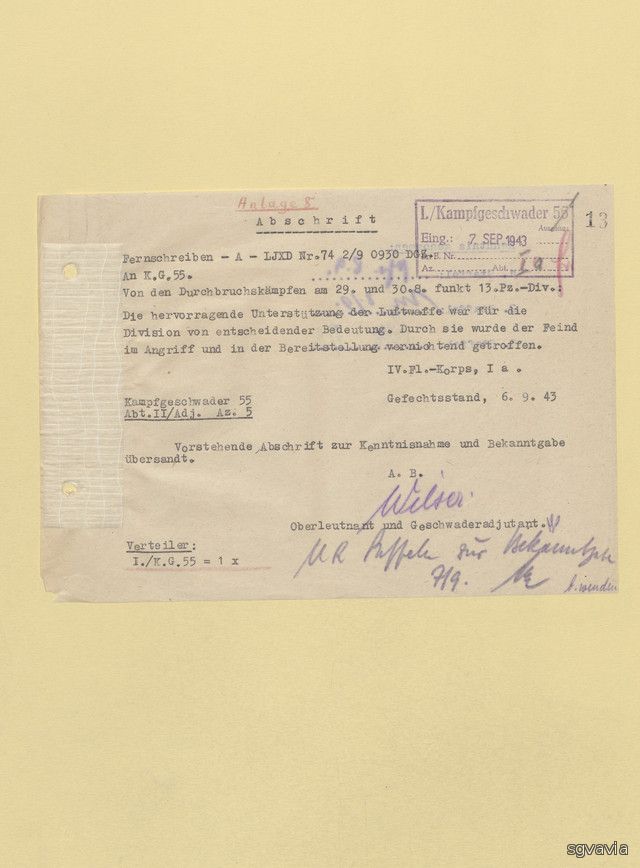 Anlage 8
Abschrift
I./Kampfgeschwader 55
Eing.: 7. SEP. 1943
Az. Abt. Ia
13
Fernschreiben - A - LJXD Nr.74 2/9 0930 DGZ.
An K.G.55.
Von den Durchbruchskämpfen am 29. und 30.8. funkt 13.Pz.-Div.:
Die hervorragende Unterstützung der Luftwaffe war für die
Division von entscheidender Bedeutung. Durch sie wurde der Feind
im Angriff und in der Bereitstellung vernichtend getroffen.
IV.Fl.-Korps, I a.
Kampfgeschwader 55
Abt.II/Adj. Az. 5
Gefechtsstand, 6.9.43
Vorstehende Abschrift zur Kenntnisnahme und Bekanntgabe
übersandt.
A. B.
Oberleutnant und Geschwaderadjutant.
Verteiler:
I./K.G.55 = 1 x
zur Bekanntgabe
7/9.
b. wenden
sgvavia